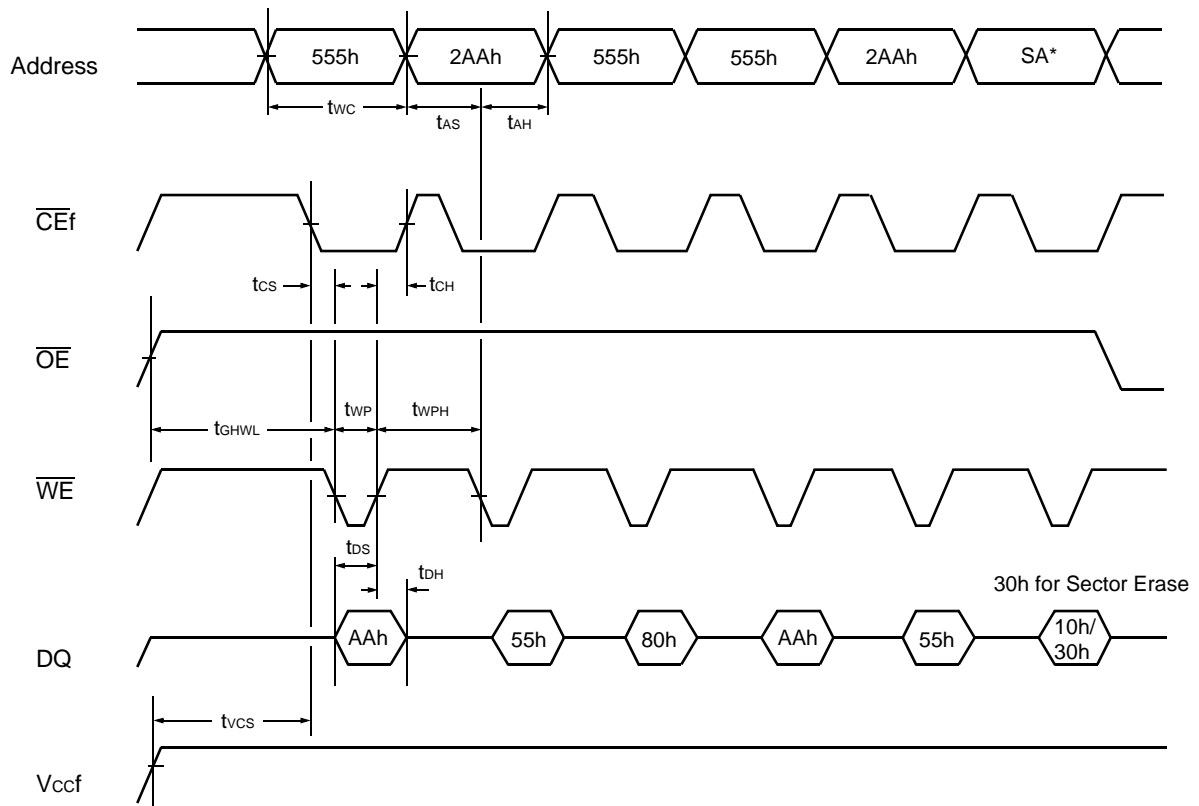 Address
555h 2AAh 555h 555h 2AAh SA*
tWC tAS tAH
CEf
tCS tCH
OE
tGHWL tWP tWPH
WE
tDS
tDH
30h for Sector Erase
DQ
AAh 55h 80h AAh 55h 10h/
30h
tVCS
VCCf